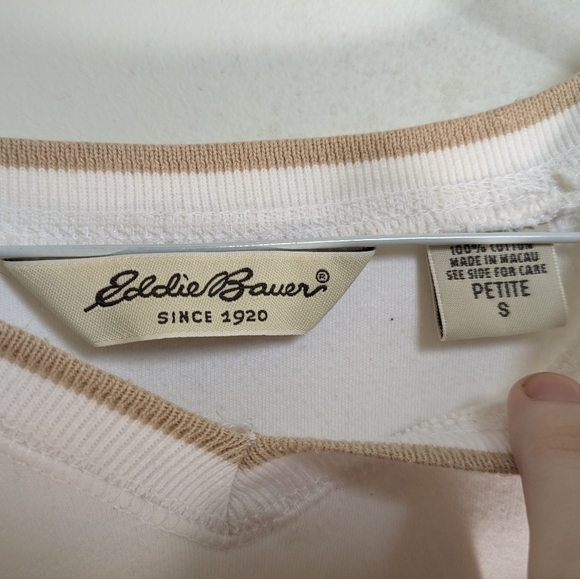 Eddie Bauer®
SINCE 1920
100% COTTON
MADE IN MACAU
SEE SIDE FOR CARE
PETITE
S